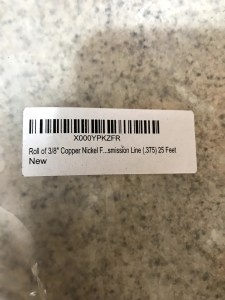 X000YPKZFR
Roll of 3/8" Copper Nickel F...smission Line (.375) 25 Feet
New